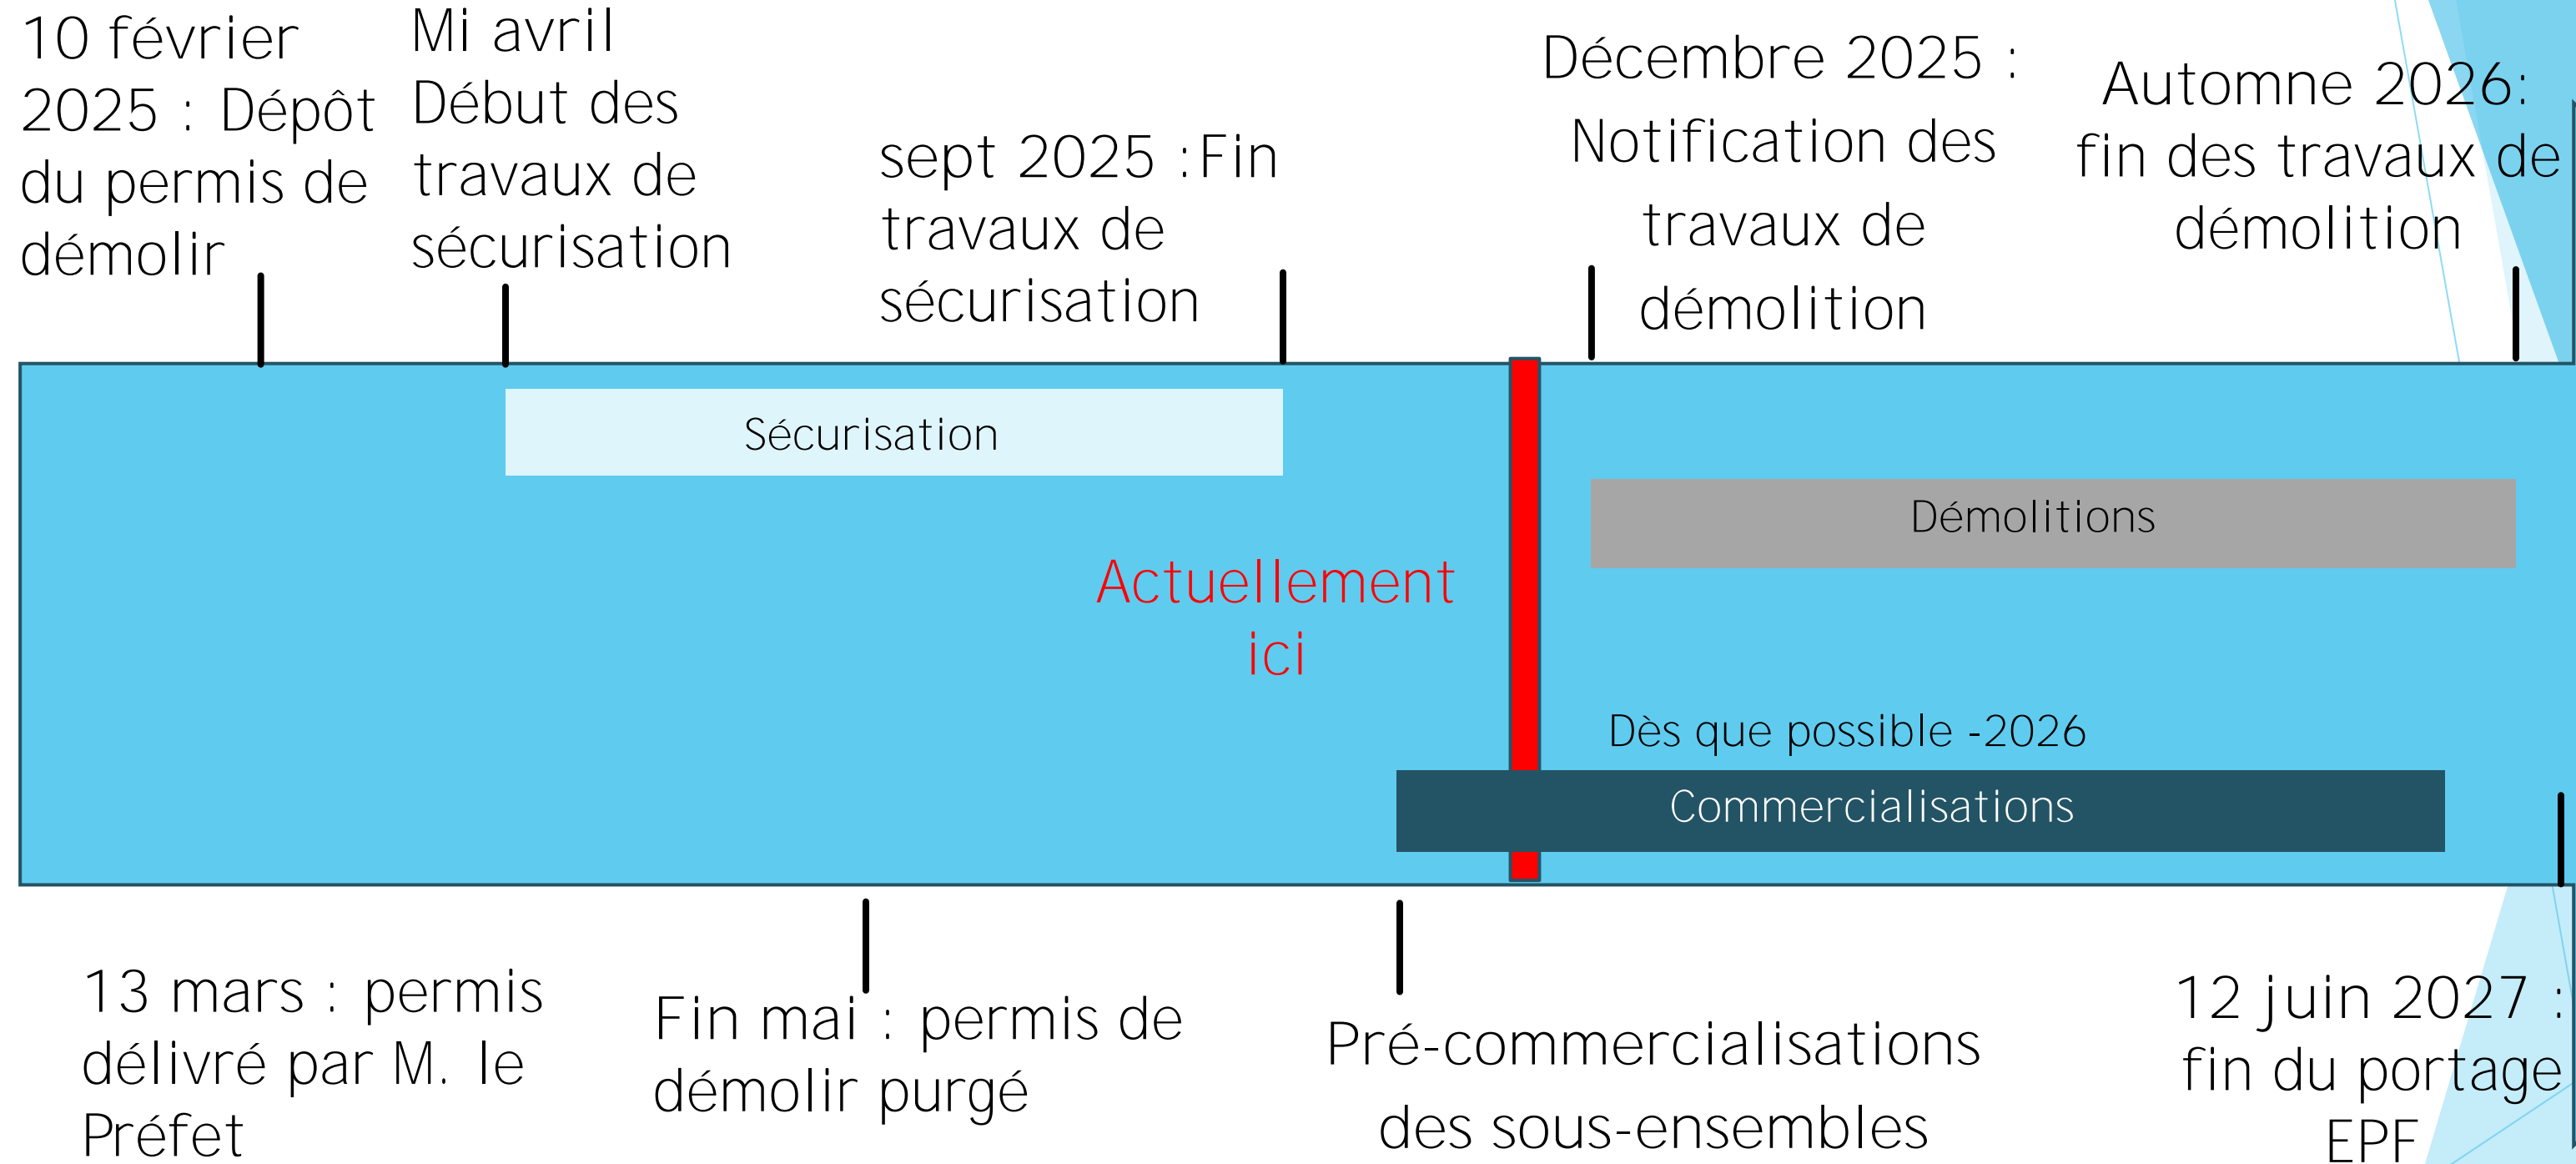 10 février
2025 : Dépôt
du permis de
démolir
Mi avril
Début des
travaux de
sécurisation
sept 2025 :Fin
travaux de
sécurisation
Décembre 2025 :
Notification des
travaux de
démolition
Automne 2026:
fin des travaux de
démolition
Sécurisation
Démolitions
Actuellement
ici
Dès que possible -2026
Commercialisations
13 mars : permis
délivré par M. le
Préfet
Fin mai : permis de
démolir purgé
Pré-commercialisations
des sous-ensembles
12 juin 2027 :
fin du portage
EPF